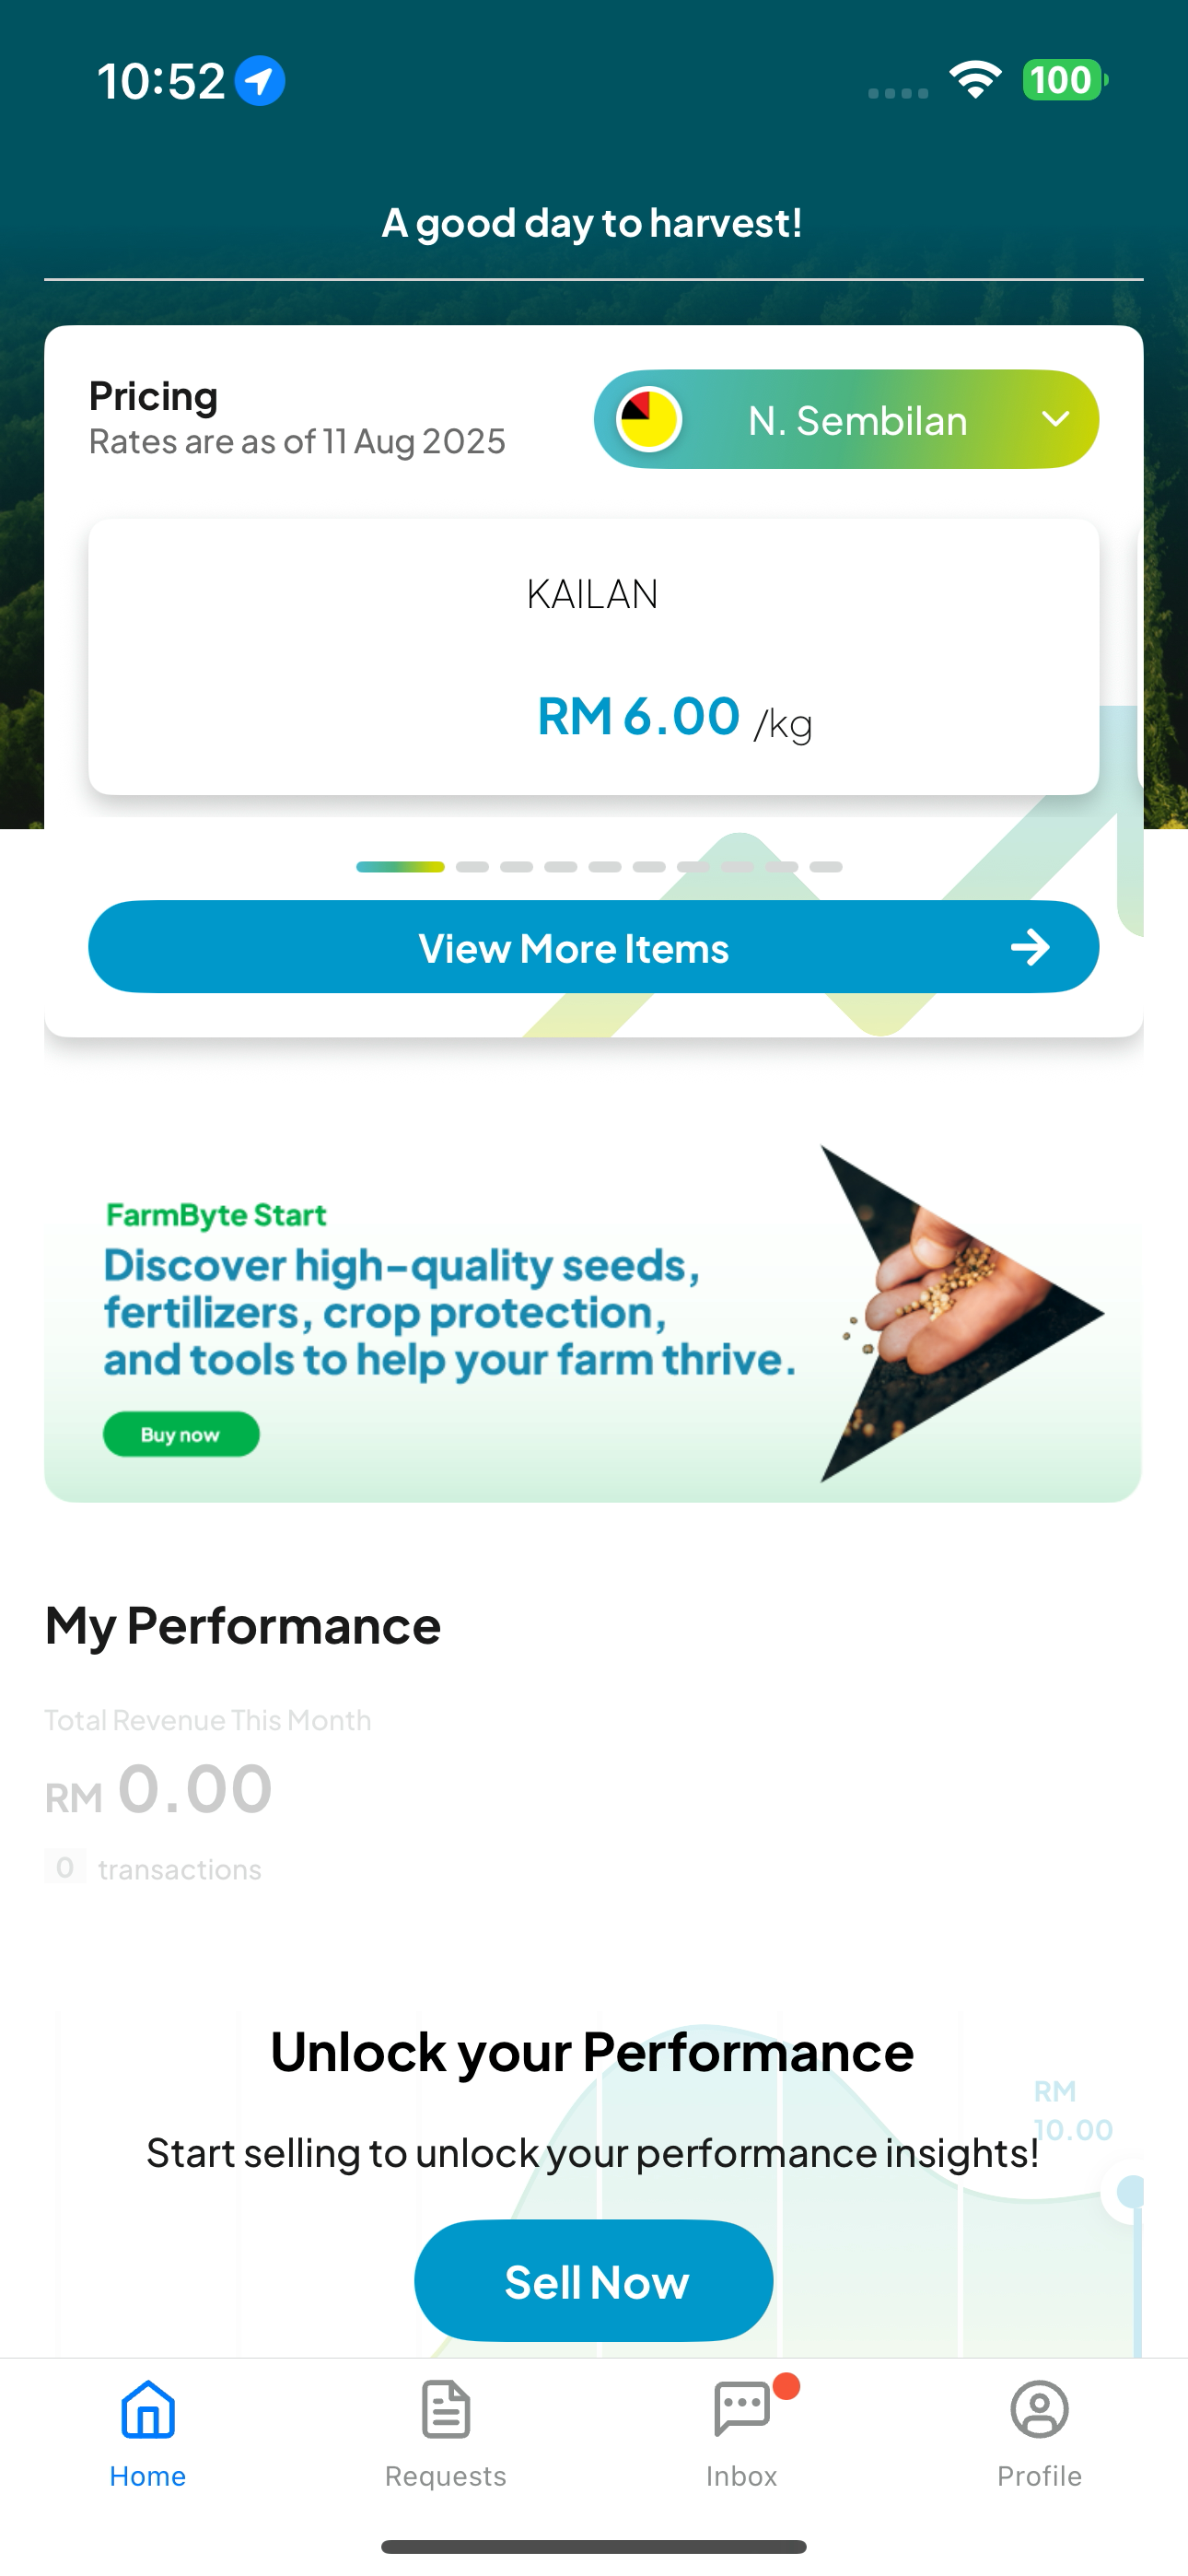 10:52
100
A good day to harvest!
Pricing
Rates are as of 11 Aug 2025
N. Sembilan
KAILAN
RM 6.00 /kg
View More Items
FarmByte Start
Discover high-quality seeds,
fertilizers, crop protection,
and tools to help your farm thrive.
Buy now
My Performance
Total Revenue This Month
RM 0.00
0 transactions
Unlock your Performance
RM
10.00
Start selling to unlock your performance insights!
Sell Now
Home
Requests
Inbox
Profile